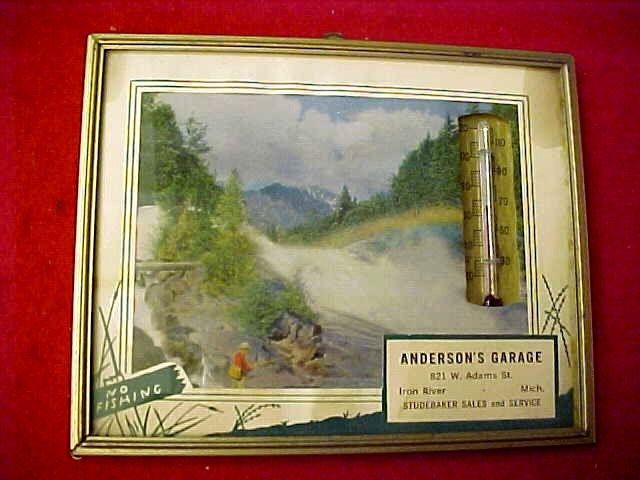 NO
FISHING
ANDERSON'S GARAGE
821 W. Adams St.
Iron River - Mich.
STUDEBAKER SALES and SERVICE